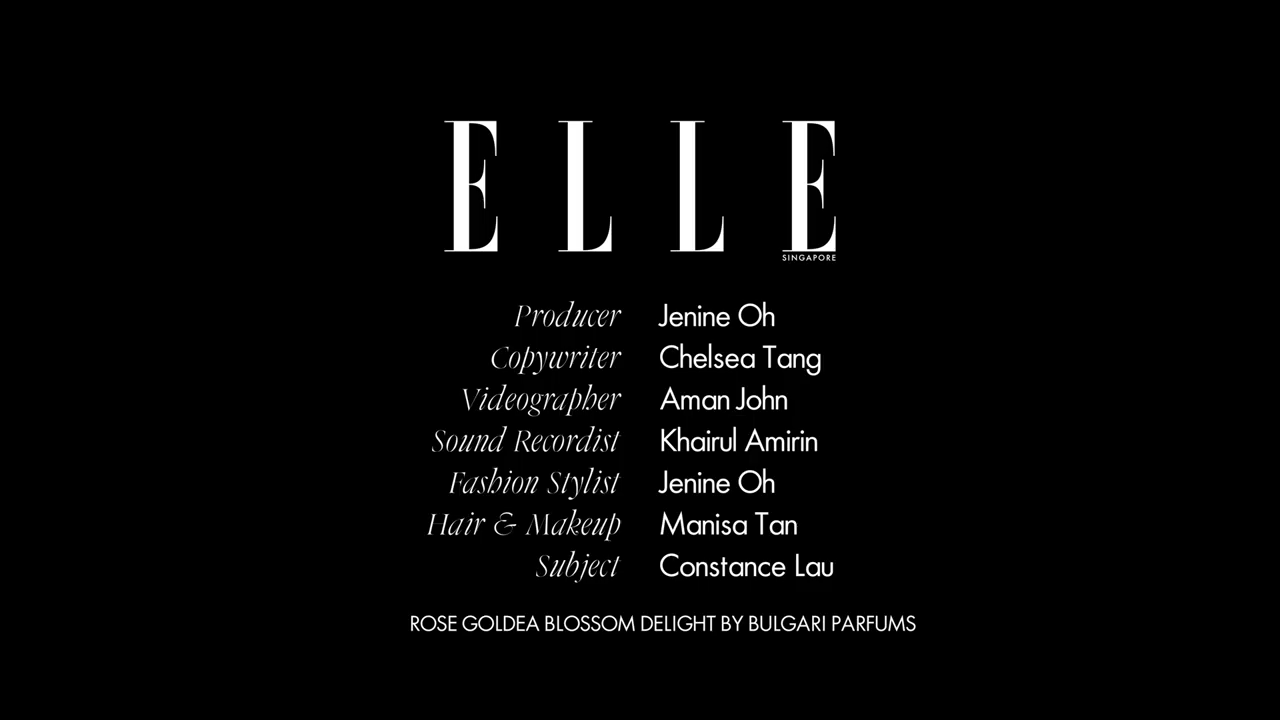 ELLE
SINGAPORE
Producer Jenine Oh
Copywriter Chelsea Tang
Videographer Aman John
Sound Recordist Khairul Amirin
Fashion Stylist Jenine Oh
Hair & Makeup Manisa Tan
Subject Constance Lau
ROSE GOLDEA BLOSSOM DELIGHT BY BULGARI PARFUMS